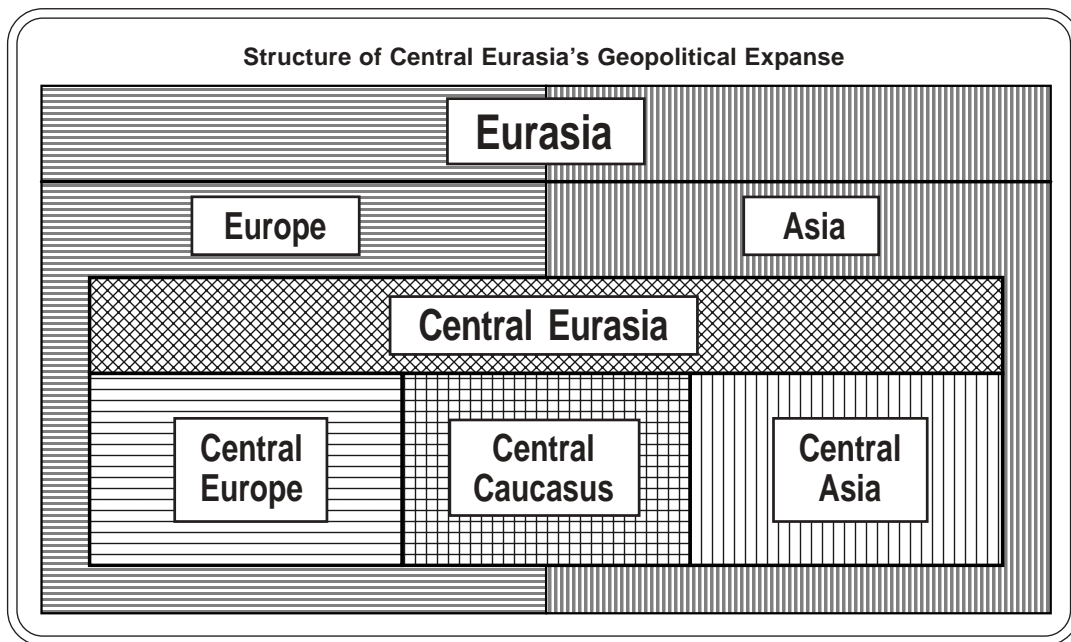 Structure of Central Eurasia's Geopolitical Expanse
Eurasia
Europe
Asia
Central Eurasia
Central
Europe
Central
Caucasus
Central
Asia